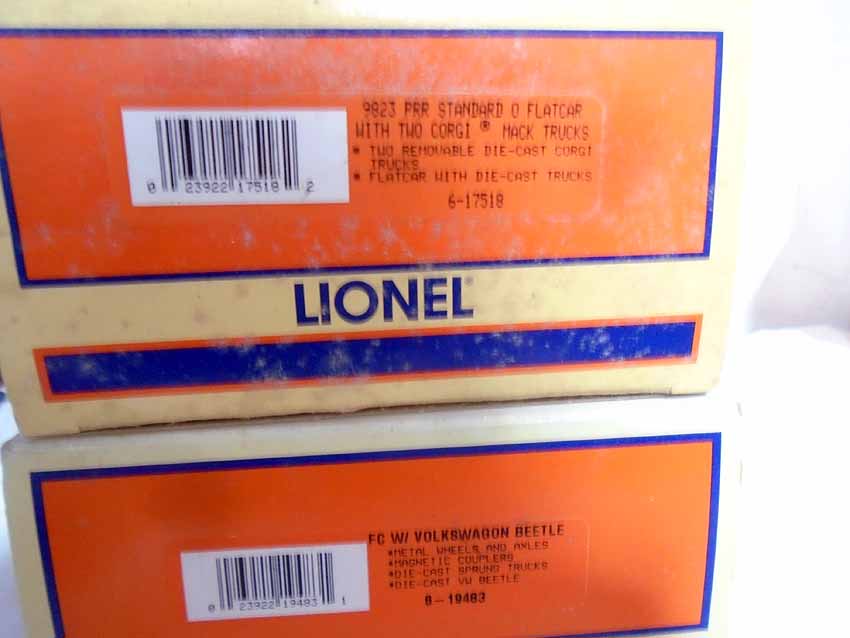 9823 PRR STANDARD O FLATCAR
WITH TWO CORGI ® MACK TRUCKS
* TWO REMOVABLE DIE-CAST CORGI
TRUCKS
* FLATCAR WITH DIE-CAST TRUCKS
6-17518
0 23922 17518 2
LIONEL
FC W/ VOLKSWAGON BEETLE
*METAL WHEELS AND AXLES
*MAGNETIC COUPLERS
*DIE-CAST SPRUNG TRUCKS
*DIE-CAST VW BEETLE
6-19483
0 23922 19483 1